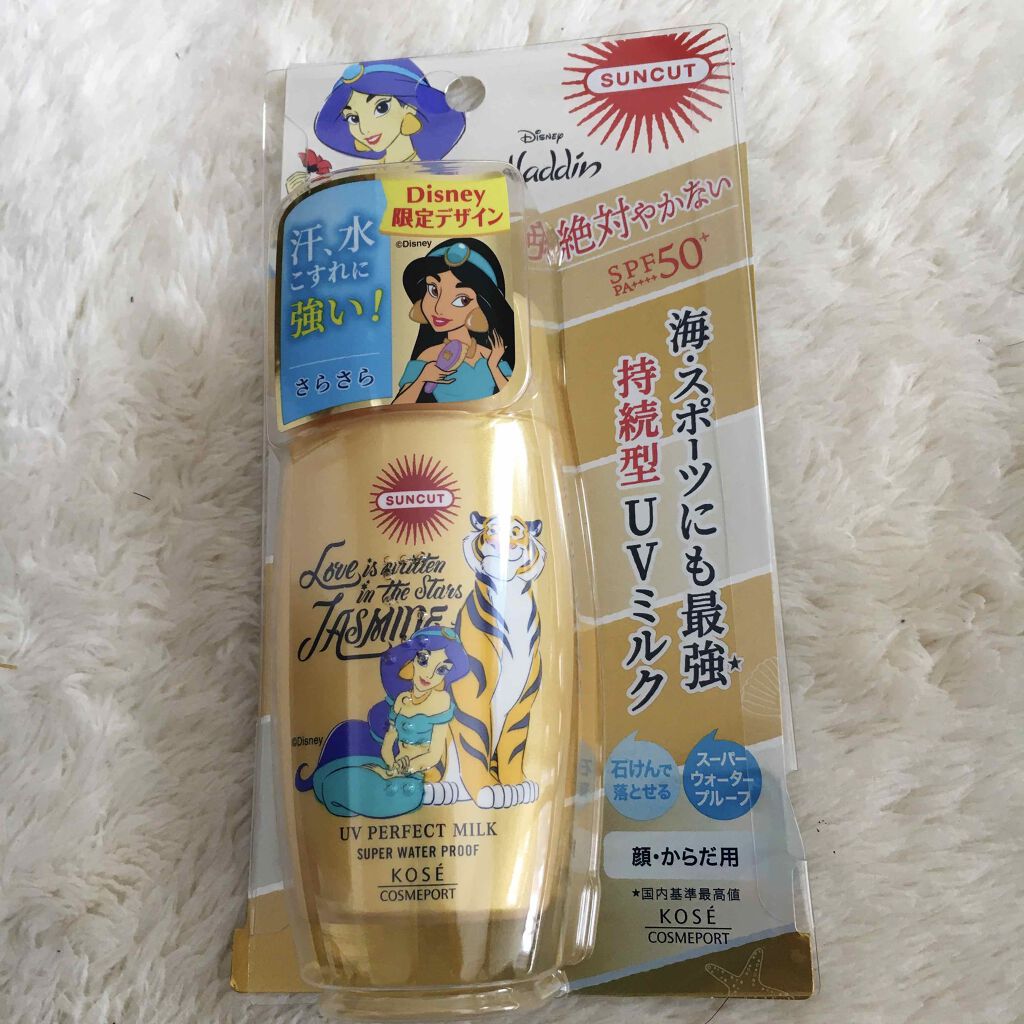 SUNCUT
Disney
Aladdin
絶対やかない
SPF50+
PA++++
Disney
限定デザイン
©Disney
汗、水
こすれに
強い!
さらさら
海・スポーツにも最強★
持続型UVミルク
SUNCUT
Love is written
in the Stars
JASMINE
©Disney
UV PERFECT MILK
SUPER WATER PROOF
KOSÉ
COSMEPORT
石けんで
落とせる
スーパー
ウォーター
プルーフ
顔・からだ用
★国内基準最高値
KOSÉ
COSMEPORT